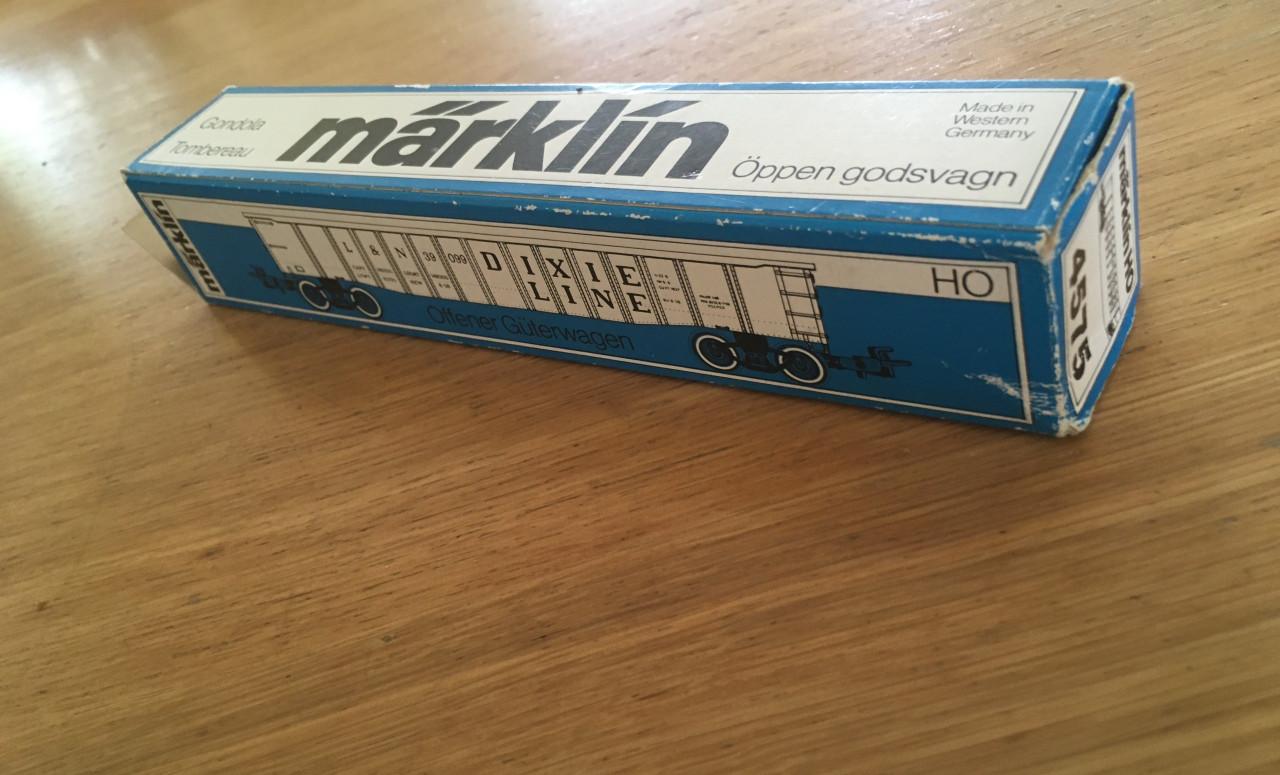 Gondola
Tombereau
märklin
Öppen godsvagn
Made in
Western
Germany
märklin
L & N 39 099
DIXIE
LINE
Offener Güterwagen
HO
märklin HO
4575